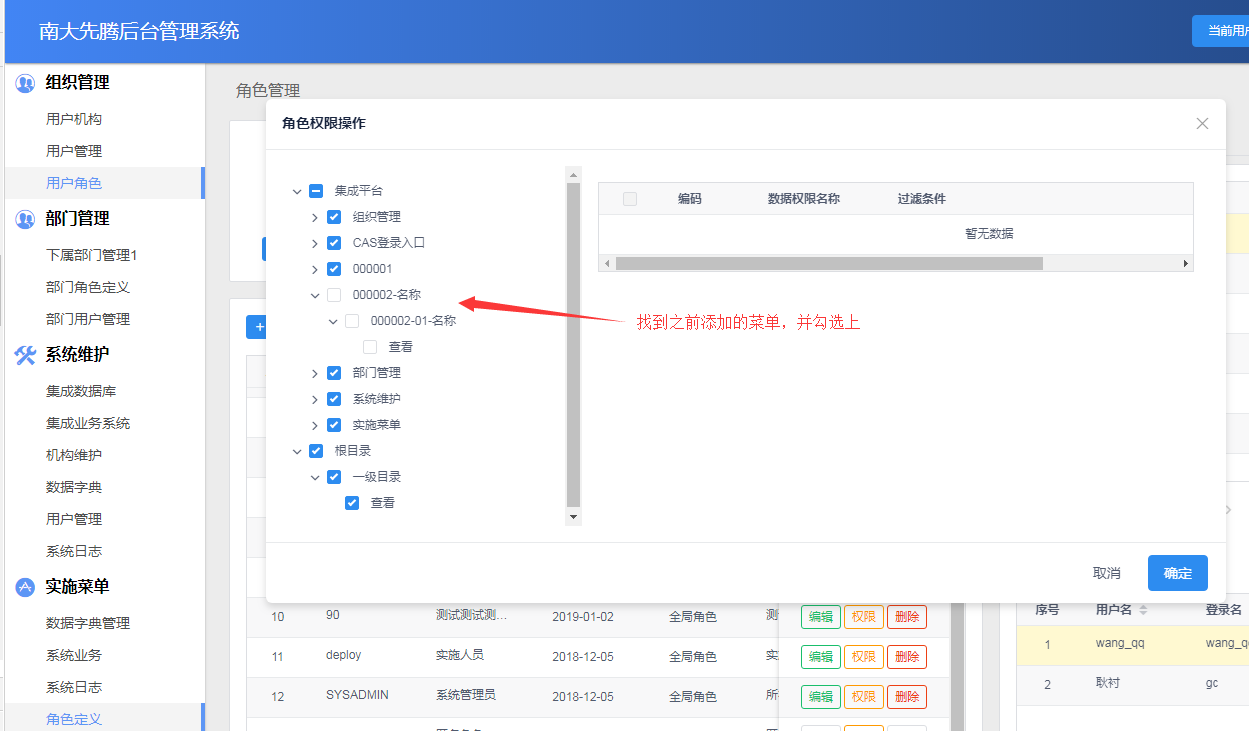 南大先腾后台管理系统
当前用户
组织管理
用户机构
用户管理
用户角色
部门管理
下属部门管理1
部门角色定义
部门用户管理
系统维护
集成数据库
集成业务系统
机构维护
数据字典
用户管理
系统日志
实施菜单
数据字典管理
系统业务
系统日志
角色定义
角色管理
角色权限操作
集成平台
组织管理
CAS登录入口
000001
000002-名称
000002-01-名称
查看
部门管理
系统维护
实施菜单
根目录
一级目录
查看
编码 数据权限名称 过滤条件
暂无数据
找到之前添加的菜单，并勾选上
取消 确定
10 90 测试测试测... 2019-01-02 全局角色 测 编辑 权限 删除
11 deploy 实施人员 2018-12-05 全局角色 实 编辑 权限 删除
12 SYSADMIN 系统管理员 2018-12-05 全局角色 所 编辑 权限 删除
序号 用户名 登录名
1 wang_qq wang_q
2 耿衬 gc